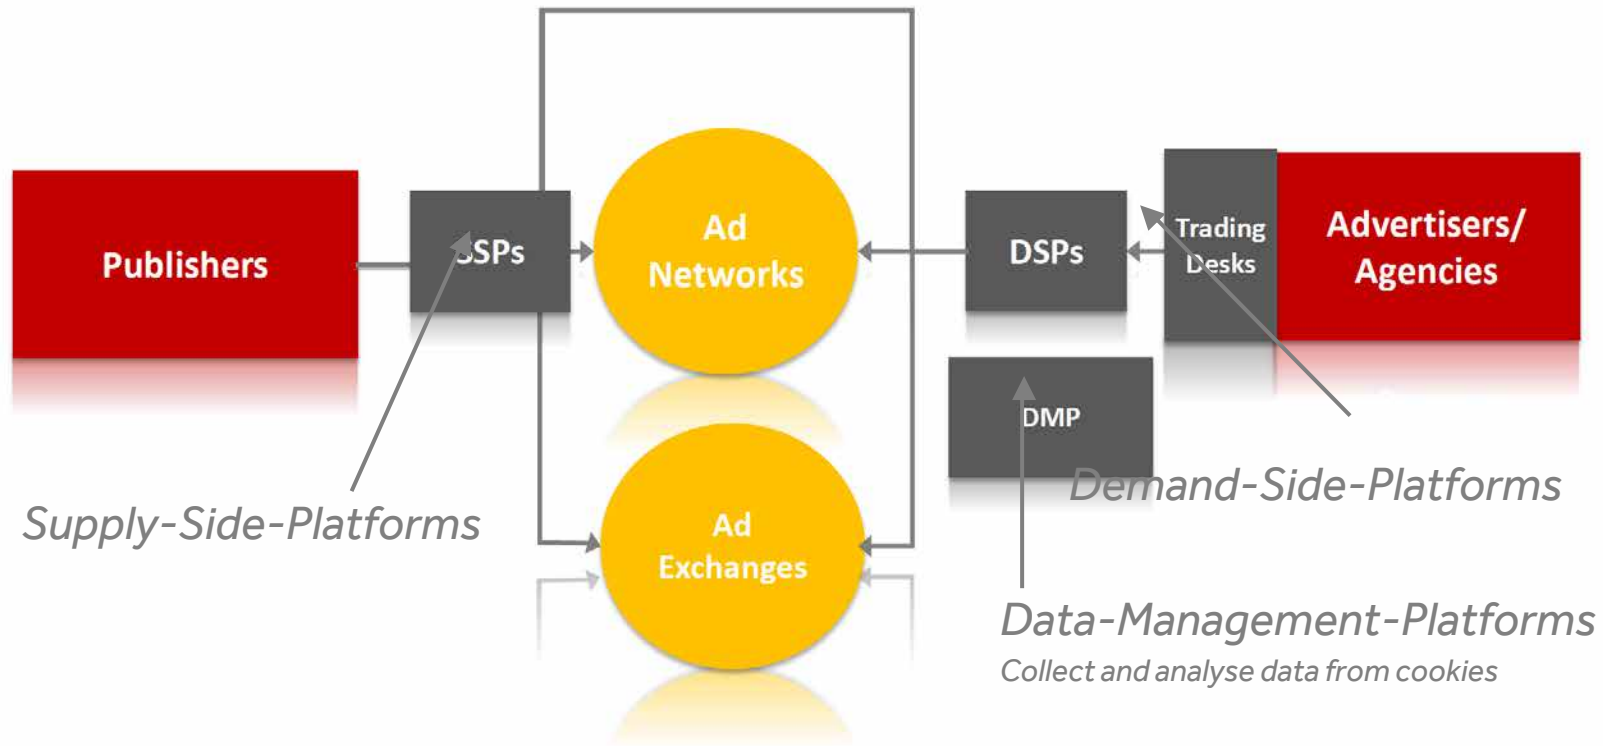 Publishers
SSPs
Ad
Networks
DSPs
Trading
Desks
Advertisers/
Agencies
DMP
Demand-Side-Platforms
Supply-Side-Platforms
Ad
Exchanges
Data-Management-Platforms
Collect and analyse data from cookies